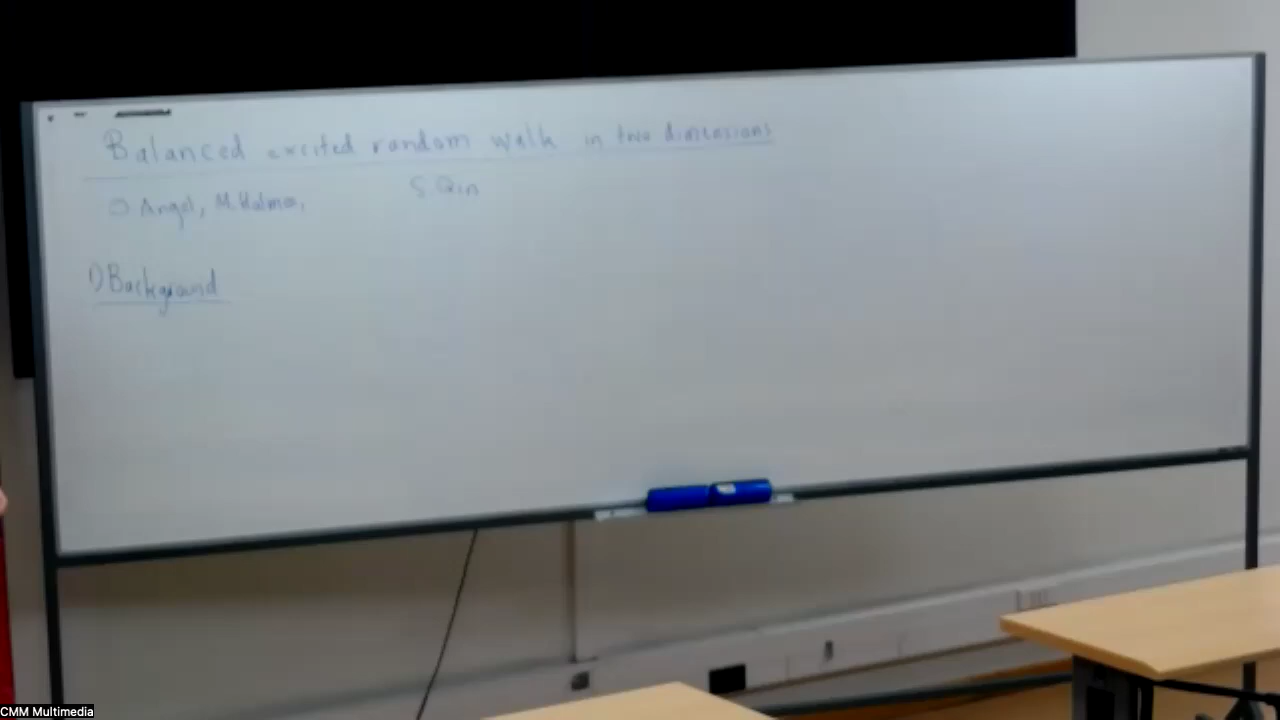 Balanced excited random walk in two dimensions
O Angel, M. Holmes, S. Qin
1) Background
CMM Multimedia